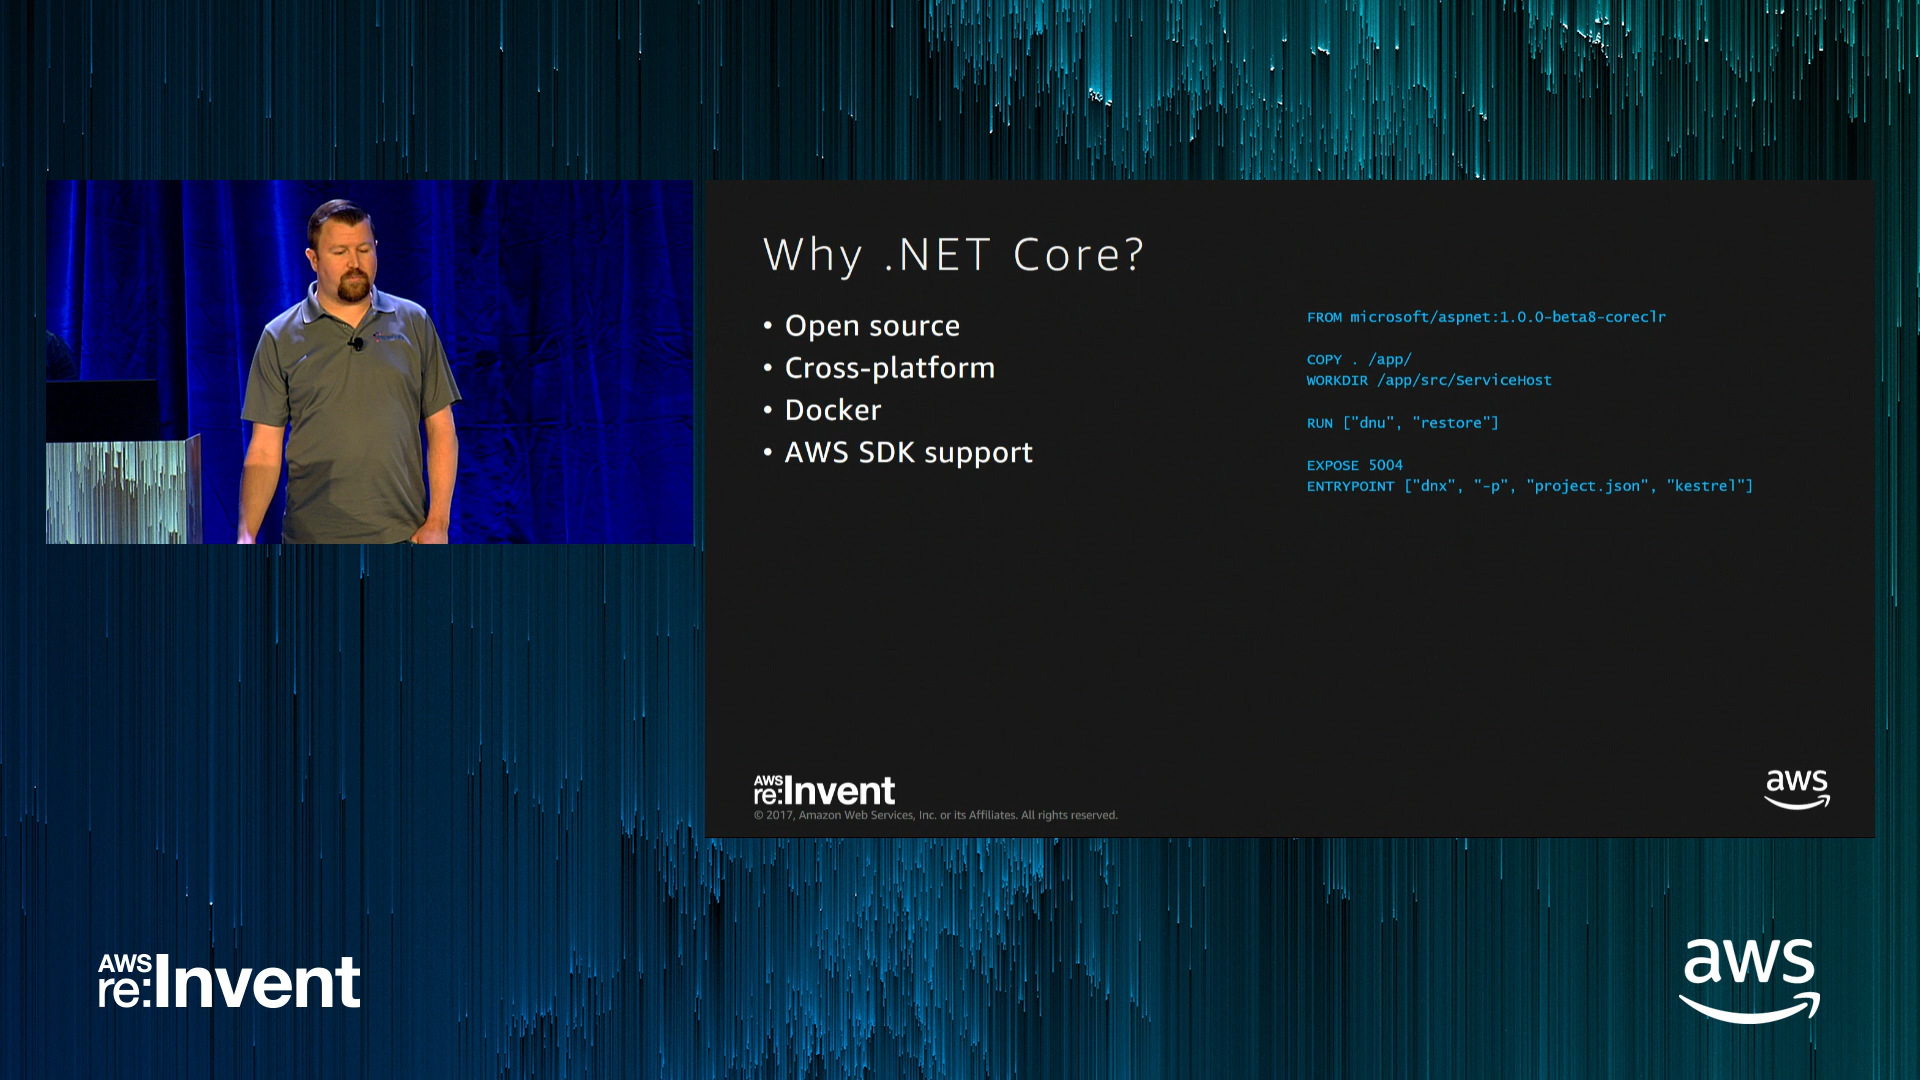 Why .NET Core?
• Open source
• Cross-platform
• Docker
• AWS SDK support
FROM microsoft/aspnet:1.0.0-beta8-coreclr
COPY . /app/
WORKDIR /app/src/ServiceHost
RUN ["dnu", "restore"]
EXPOSE 5004
ENTRYPOINT ["dnx", "-p", "project.json", "kestrel"]
AWS
re:Invent
© 2017, Amazon Web Services, Inc. or its Affiliates. All rights reserved.
aws
AWS
re:Invent
aws